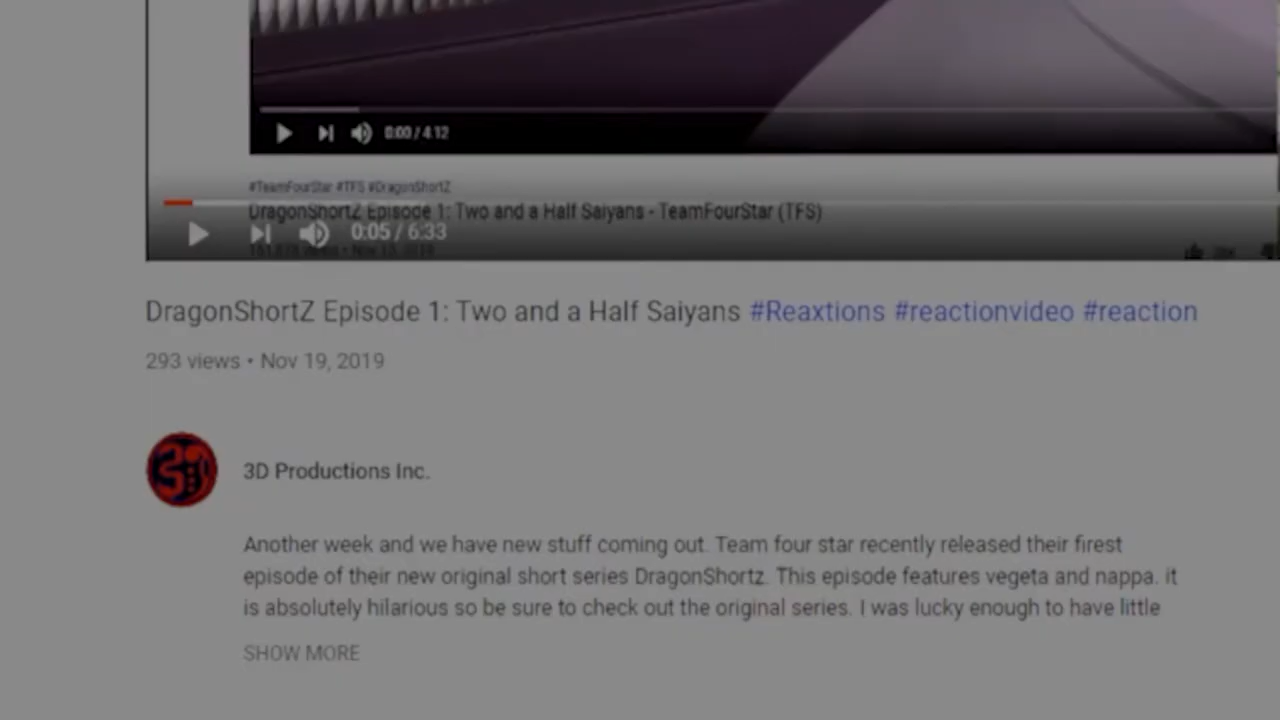 0:00 / 4:12
#TeamFourStar #TFS #DragonShortZ
DragonShortZ Episode 1: Two and a Half Saiyans - TeamFourStar (TFS)
0:05 / 6:33
DragonShortZ Episode 1: Two and a Half Saiyans #Reaxtions #reactionvideo #reaction
293 views • Nov 19, 2019
3D Productions Inc.
Another week and we have new stuff coming out. Team four star recently released their firest
episode of their new original short series DragonShortz. This episode features vegeta and nappa. it
is absolutely hilarious so be sure to check out the original series. I was lucky enough to have little
SHOW MORE